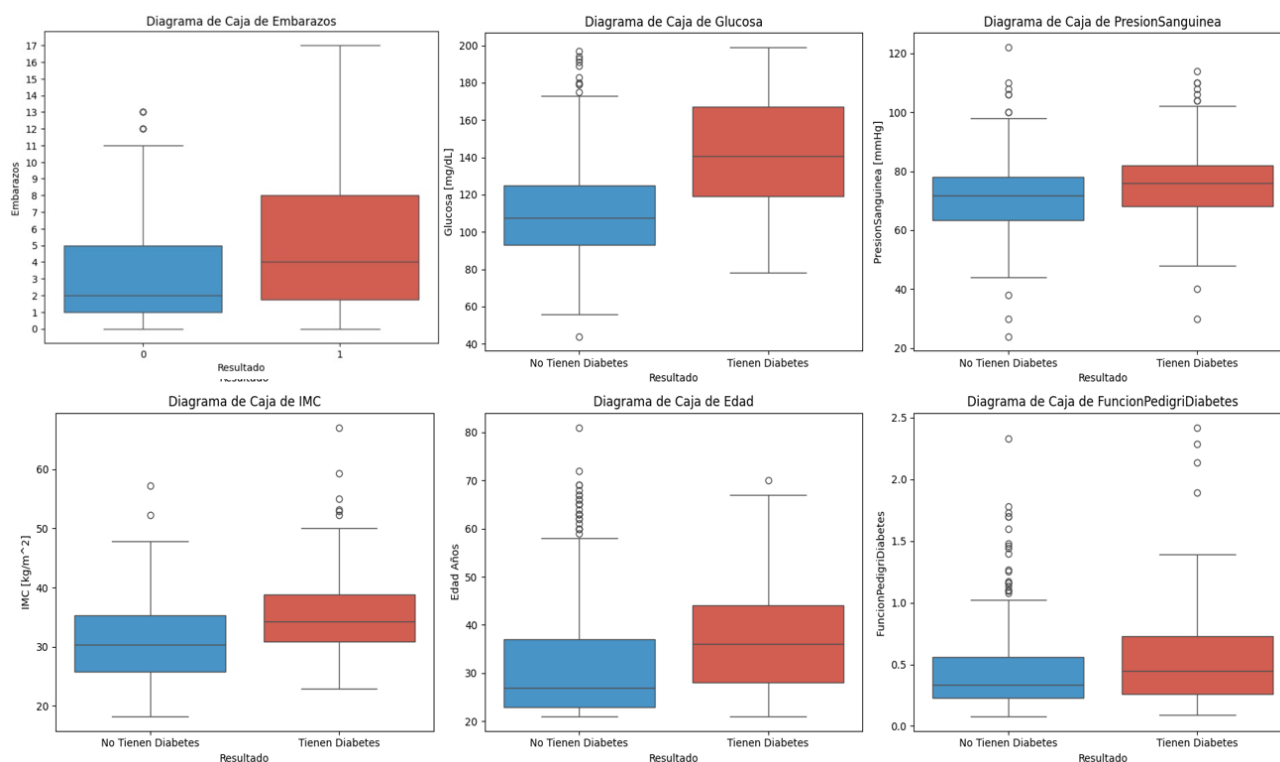 Diagrama de Caja de Embarazos
Embarazos
17
16
15
14
13
12
11
10
9
8
7
6
5
4
3
2
1
0
0 1
Resultado
Resultado
Diagrama de Caja de Glucosa
Glucosa [mg/dL]
200
180
160
140
120
100
80
60
40
No Tienen Diabetes Tienen Diabetes
Resultado
Diagrama de Caja de PresionSanguinea
PresionSanguinea [mmHg]
120
100
80
60
40
20
No Tienen Diabetes Tienen Diabetes
Resultado
Diagrama de Caja de IMC
IMC [kg/m^2]
60
50
40
30
20
No Tienen Diabetes Tienen Diabetes
Resultado
Diagrama de Caja de Edad
Edad Años
80
70
60
50
40
30
20
No Tienen Diabetes Tienen Diabetes
Resultado
Diagrama de Caja de FuncionPedigriDiabetes
FuncionPedigriDiabetes
2.5
2.0
1.5
1.0
0.5
0.0
No Tienen Diabetes Tienen Diabetes
Resultado